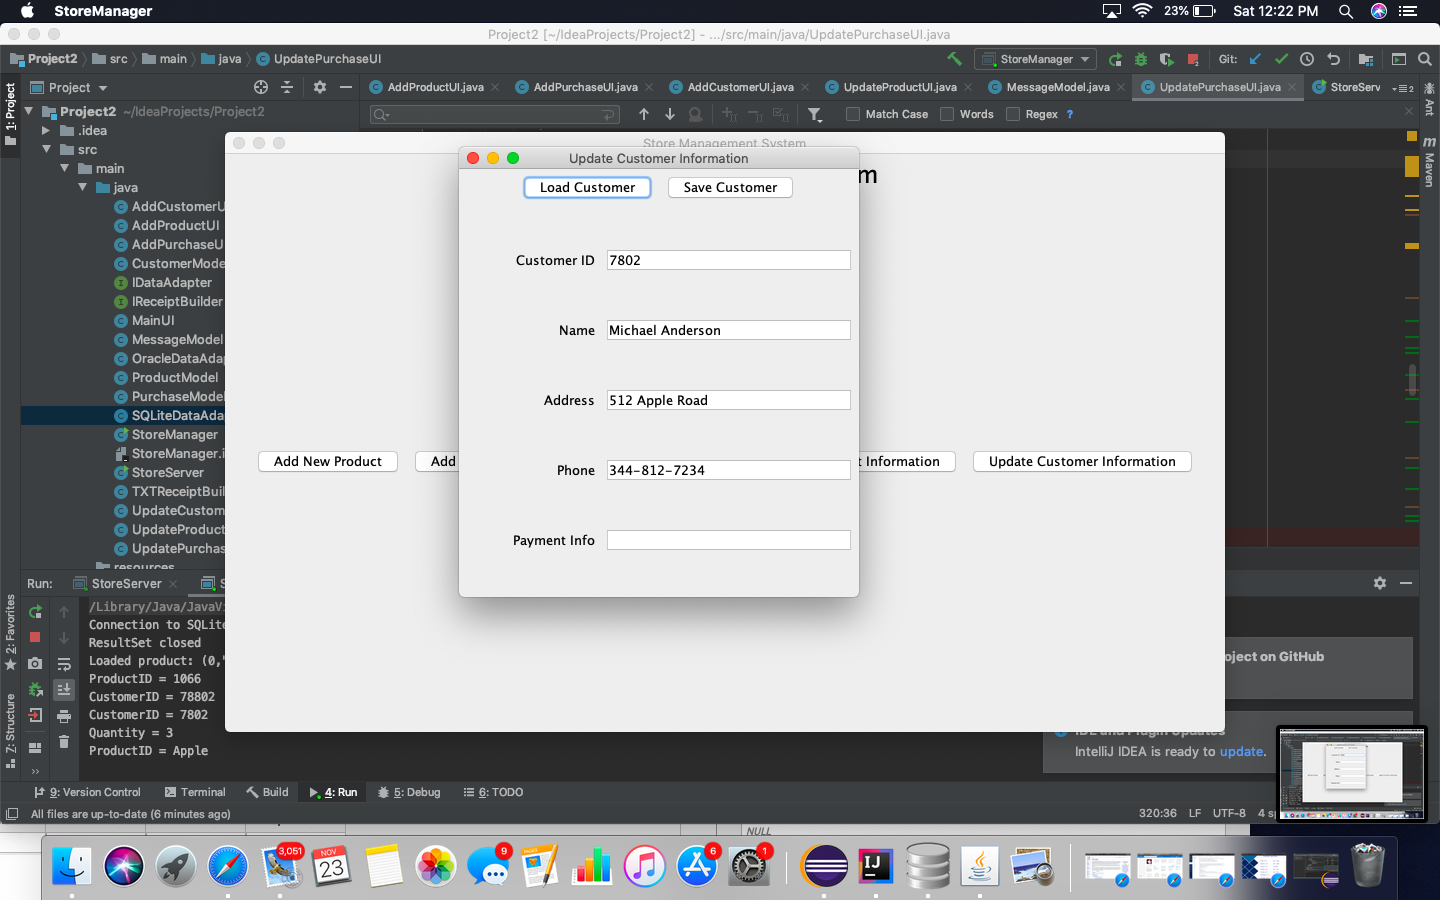 StoreManager
23%
Sat 12:22 PM
Project2 [~/IdeaProjects/Project2] - .../src/main/java/UpdatePurchaseUI.java
Project2
src
main
java
UpdatePurchaseUI
StoreManager
Git:
1: Project
Project
AddProductUI.java
AddPurchaseUI.java
AddCustomerUI.java
UpdateProductUI.java
MessageModel.java
UpdatePurchaseUI.java
StoreServ
2
Ant
Maven
Project2 ~/IdeaProjects/Project2
Match Case
Words
Regex
?
.idea
src
main
java
AddCustomerU
AddProductUI
AddPurchaseU
CustomerMode
IDataAdapter
IReceiptBuilder
MainUI
MessageModel
OracleDataAda
ProductModel
PurchaseModel
SQLiteDataAda
StoreManager
StoreManager.i
StoreServer
TXTReceiptBuil
UpdateCustom
UpdateProduct
UpdatePurchas
resources
Store Management System
m
Update Customer Information
Load Customer
Save Customer
Customer ID
7802
Name
Michael Anderson
Address
512 Apple Road
Phone
344-812-7234
Payment Info
Add New Product
Add
t Information
Update Customer Information
Run:
StoreServer
S
2: Favorites
7: Structure
/Library/Java/JavaVi
Connection to SQLite
ResultSet closed
Loaded product: (0,"
ProductID = 1066
CustomerID = 78802
CustomerID = 7802
Quantity = 3
ProductID = Apple
oject on GitHub
IDE and Plugin Updates
IntelliJ IDEA is ready to update.
9: Version Control
Terminal
Build
4: Run
5: Debug
6: TODO
All files are up-to-date (6 minutes ago)
320:36
LF
UTF-8
4 sp
NULL
3,051
NOV
23
9
6
1
IJ